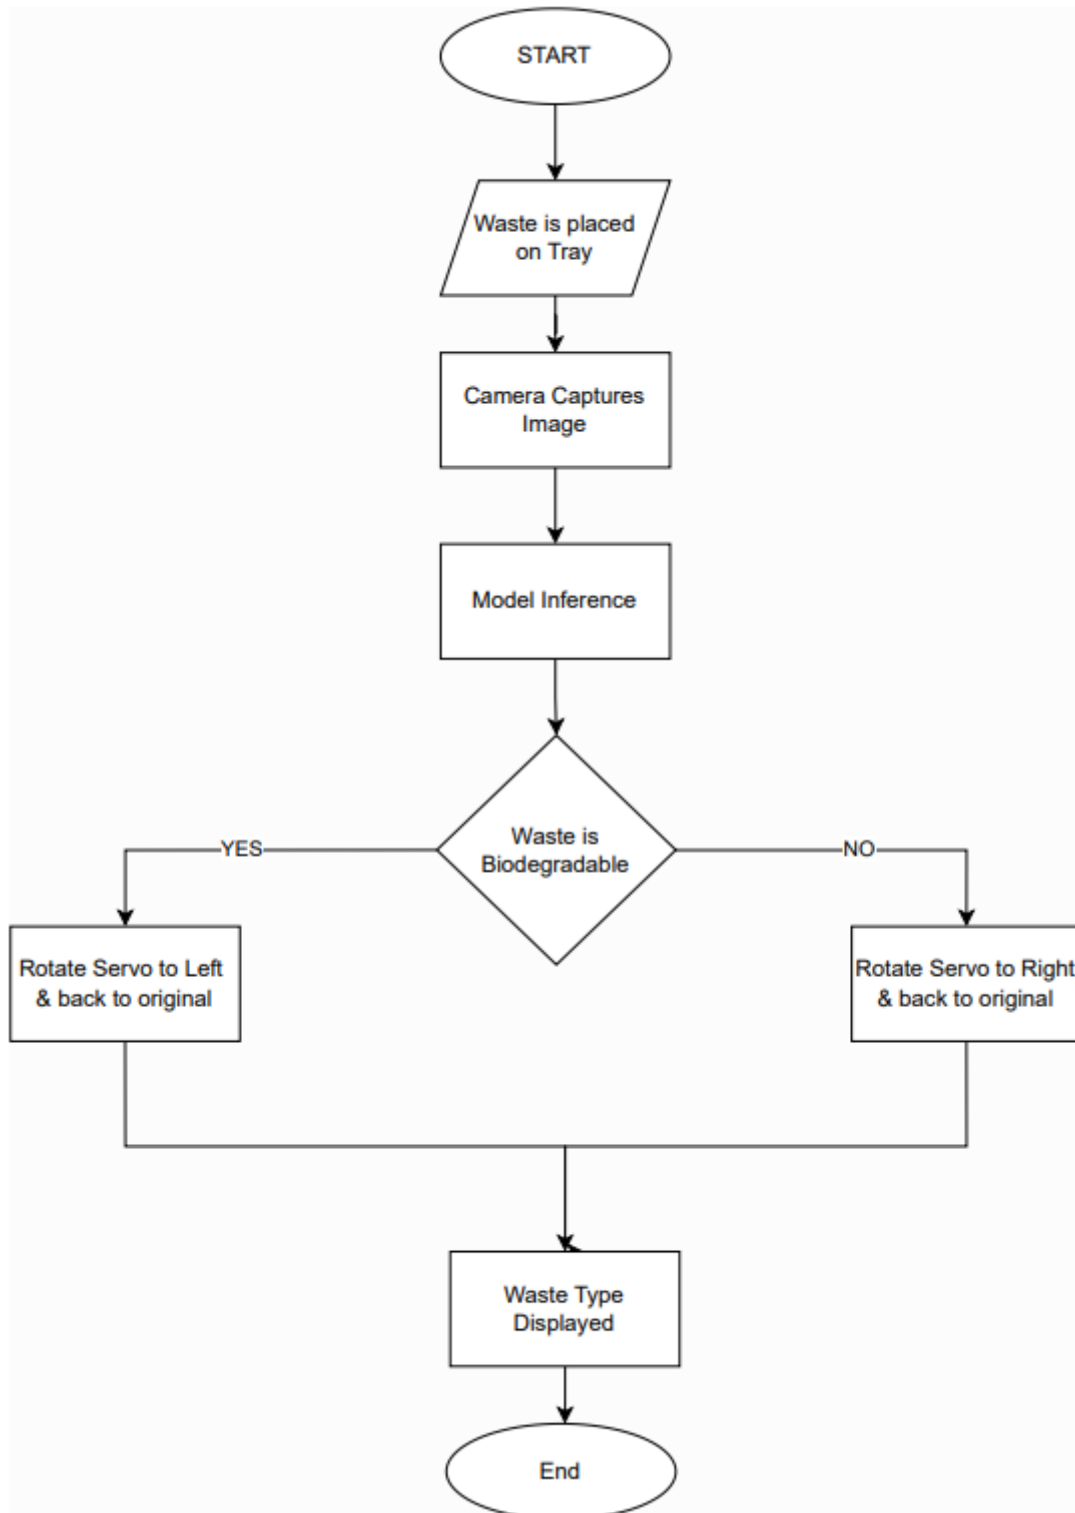 START
Waste is placed
on Tray
Camera Captures
Image
Model Inference
Waste is
Biodegradable
YES
NO
Rotate Servo to Left
& back to original
Rotate Servo to Right
& back to original
Waste Type
Displayed
End